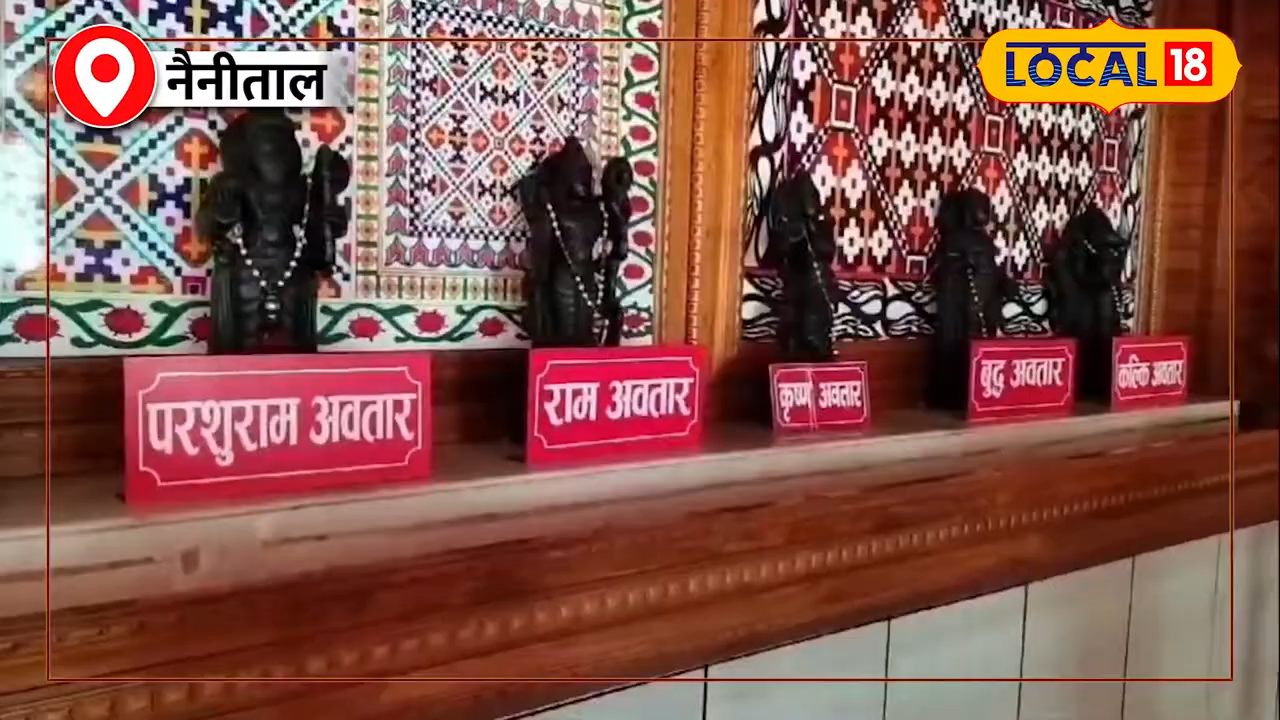 नैनीताल
LOCAL 18
परशुराम अवतार
राम अवतार
कृष्ण अवतार
बुद्ध अवतार
कल्कि अवतार